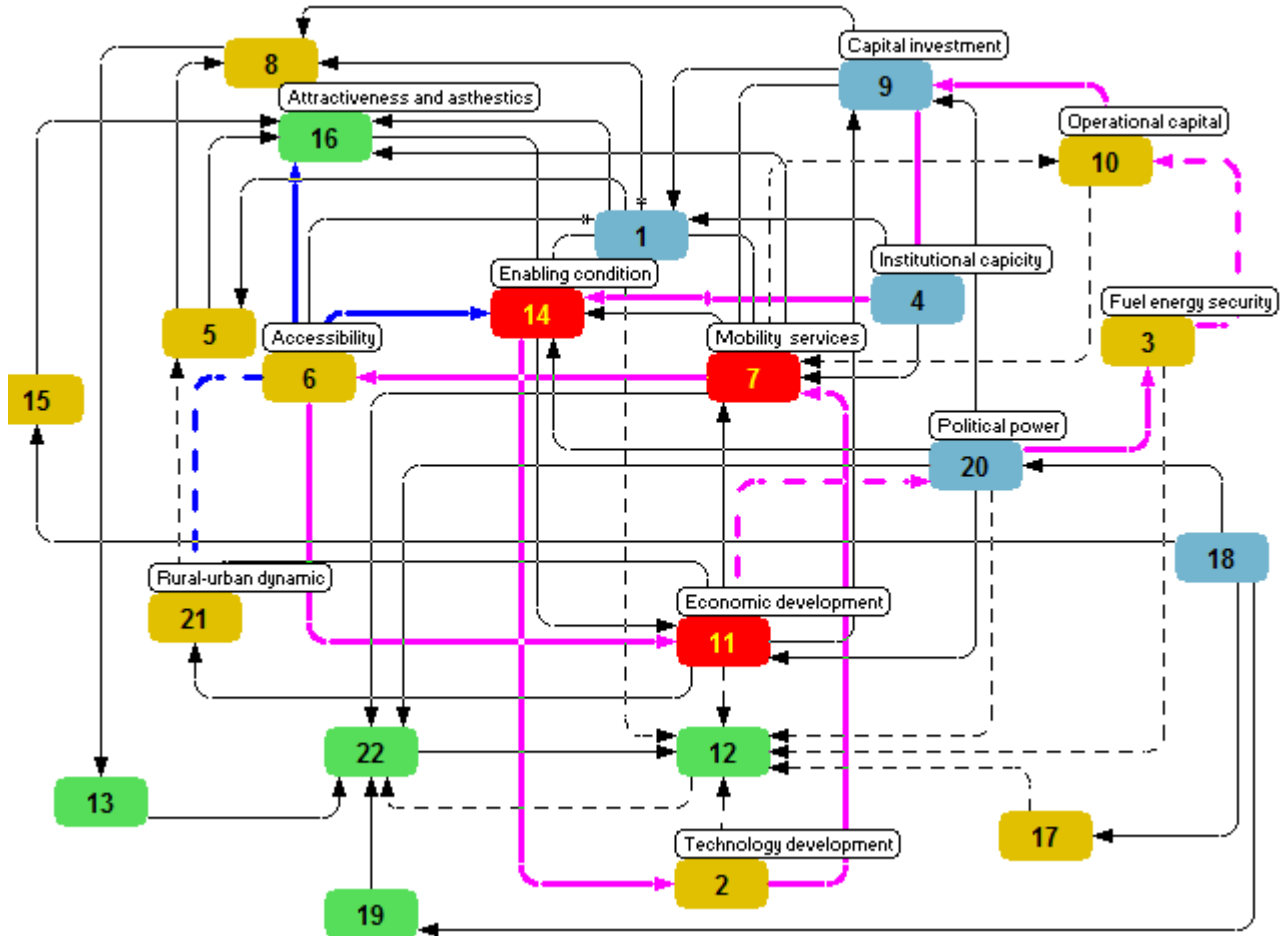 Capital investment
8
9
Attractiveness and asthestics
Operational capital
16
10
1
Institutional capicity
Enabling condition
4
Fuel energy security
14
5
Accessibility
Mobility services
3
6
7
15
Political power
20
18
Rural-urban dynamic
Economic development
21
11
22
12
13
Technology development
17
2
19